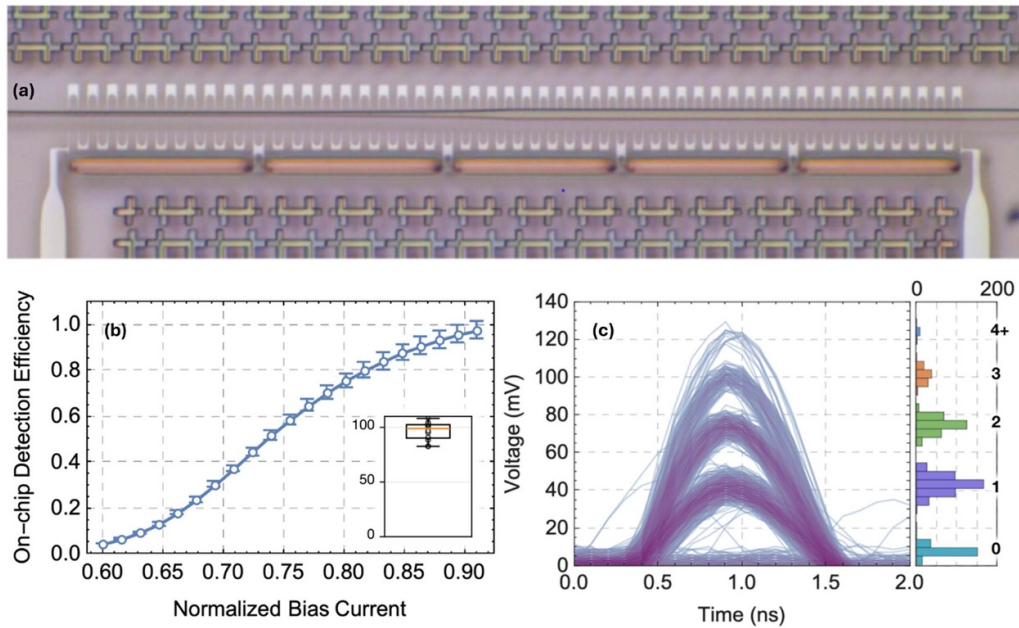 (a)
(b)
On-chip Detection Efficiency
1.0
0.8
0.6
0.4
0.2
0.0
0.60 0.65 0.70 0.75 0.80 0.85 0.90
Normalized Bias Current
100
50
0
(c)
Voltage (mV)
140
120
100
80
60
40
20
0
0.0 0.5 1.0 1.5 2.0
Time (ns)
0 200
4+
3
2
1
0